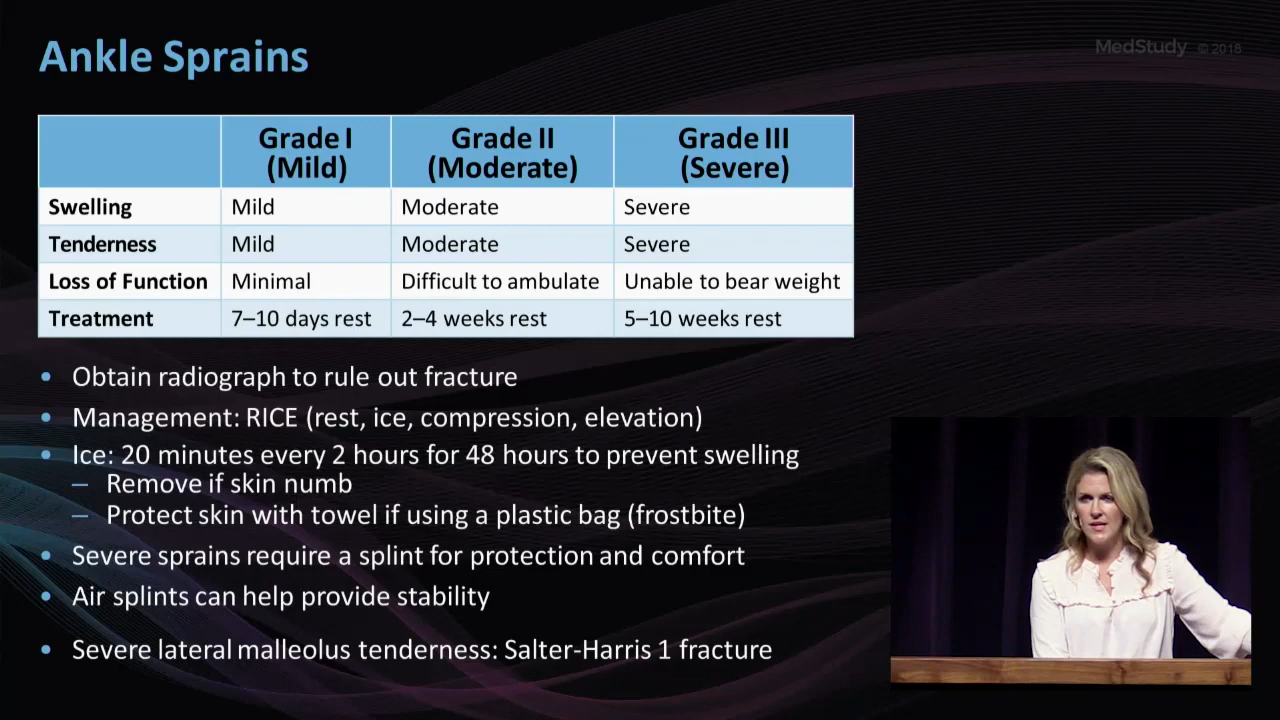 Ankle Sprains
MedStudy © 2018
Grade I (Mild) Grade II (Moderate) Grade III (Severe)
Swelling Mild Moderate Severe
Tenderness Mild Moderate Severe
Loss of Function Minimal Difficult to ambulate Unable to bear weight
Treatment 7–10 days rest 2–4 weeks rest 5–10 weeks rest
• Obtain radiograph to rule out fracture
• Management: RICE (rest, ice, compression, elevation)
• Ice: 20 minutes every 2 hours for 48 hours to prevent swelling
– Remove if skin numb
– Protect skin with towel if using a plastic bag (frostbite)
• Severe sprains require a splint for protection and comfort
• Air splints can help provide stability
• Severe lateral malleolus tenderness: Salter-Harris 1 fracture